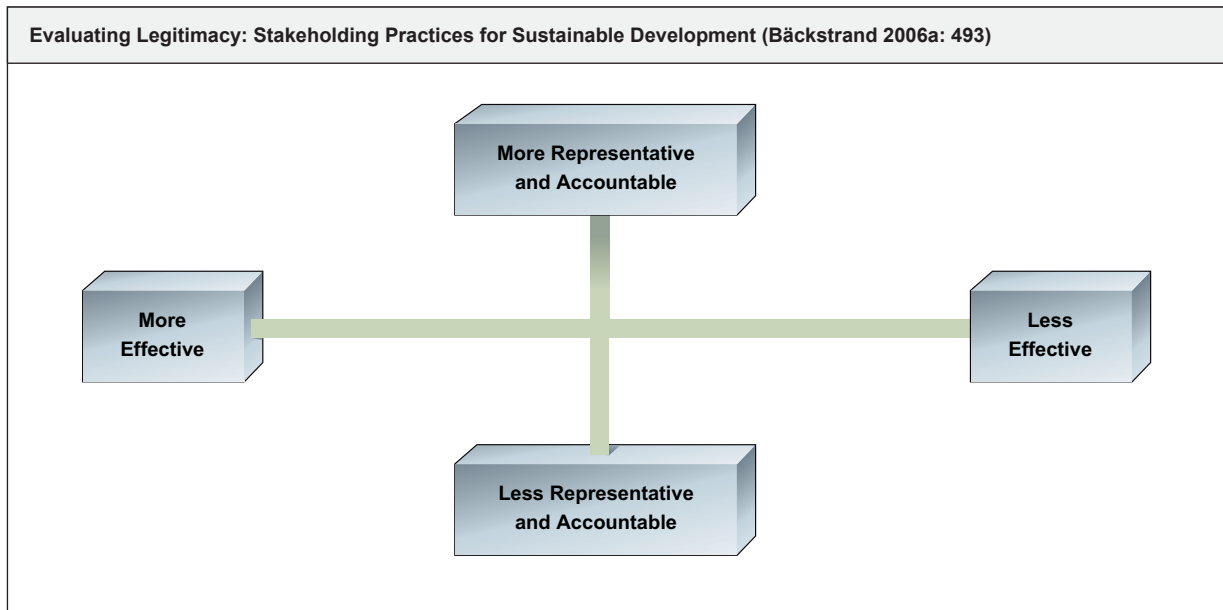 Evaluating Legitimacy: Stakeholding Practices for Sustainable Development (Bäckstrand 2006a: 493)
More Representative
and Accountable
More
Effective
Less
Effective
Less Representative
and Accountable